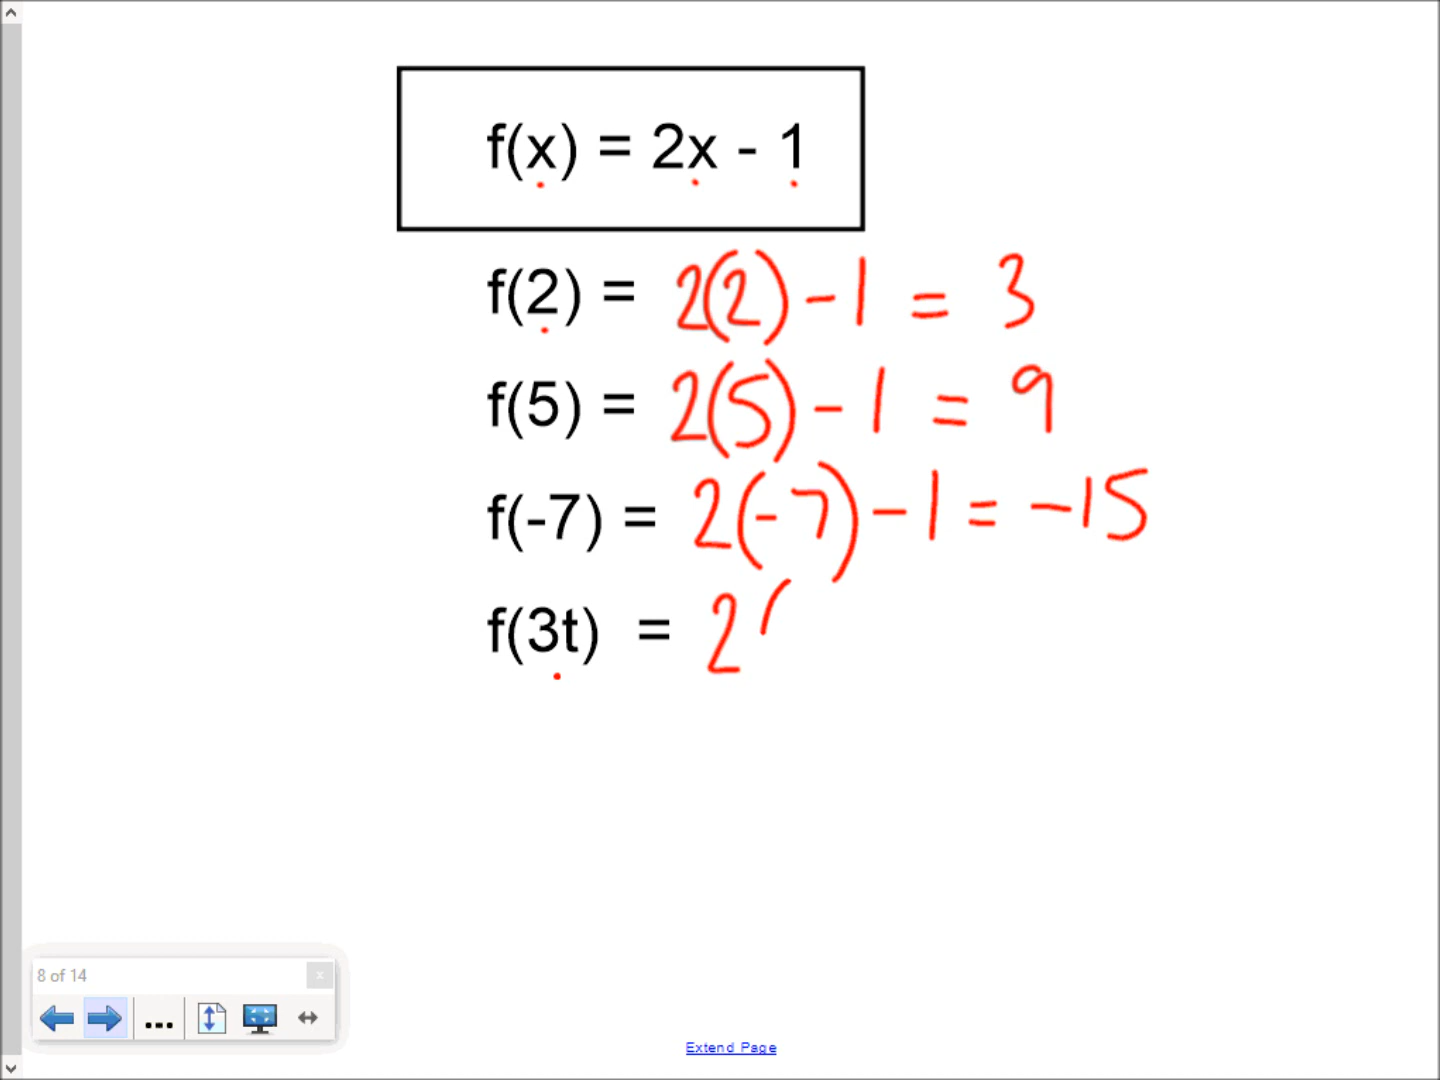 f(x) = 2x - 1
f(2) = 2(2) - 1 = 3
f(5) = 2(5) - 1 = 9
f(-7) = 2(-7) - 1 = -15
f(3t) = 2(
8 of 14
x
...
Extend Page